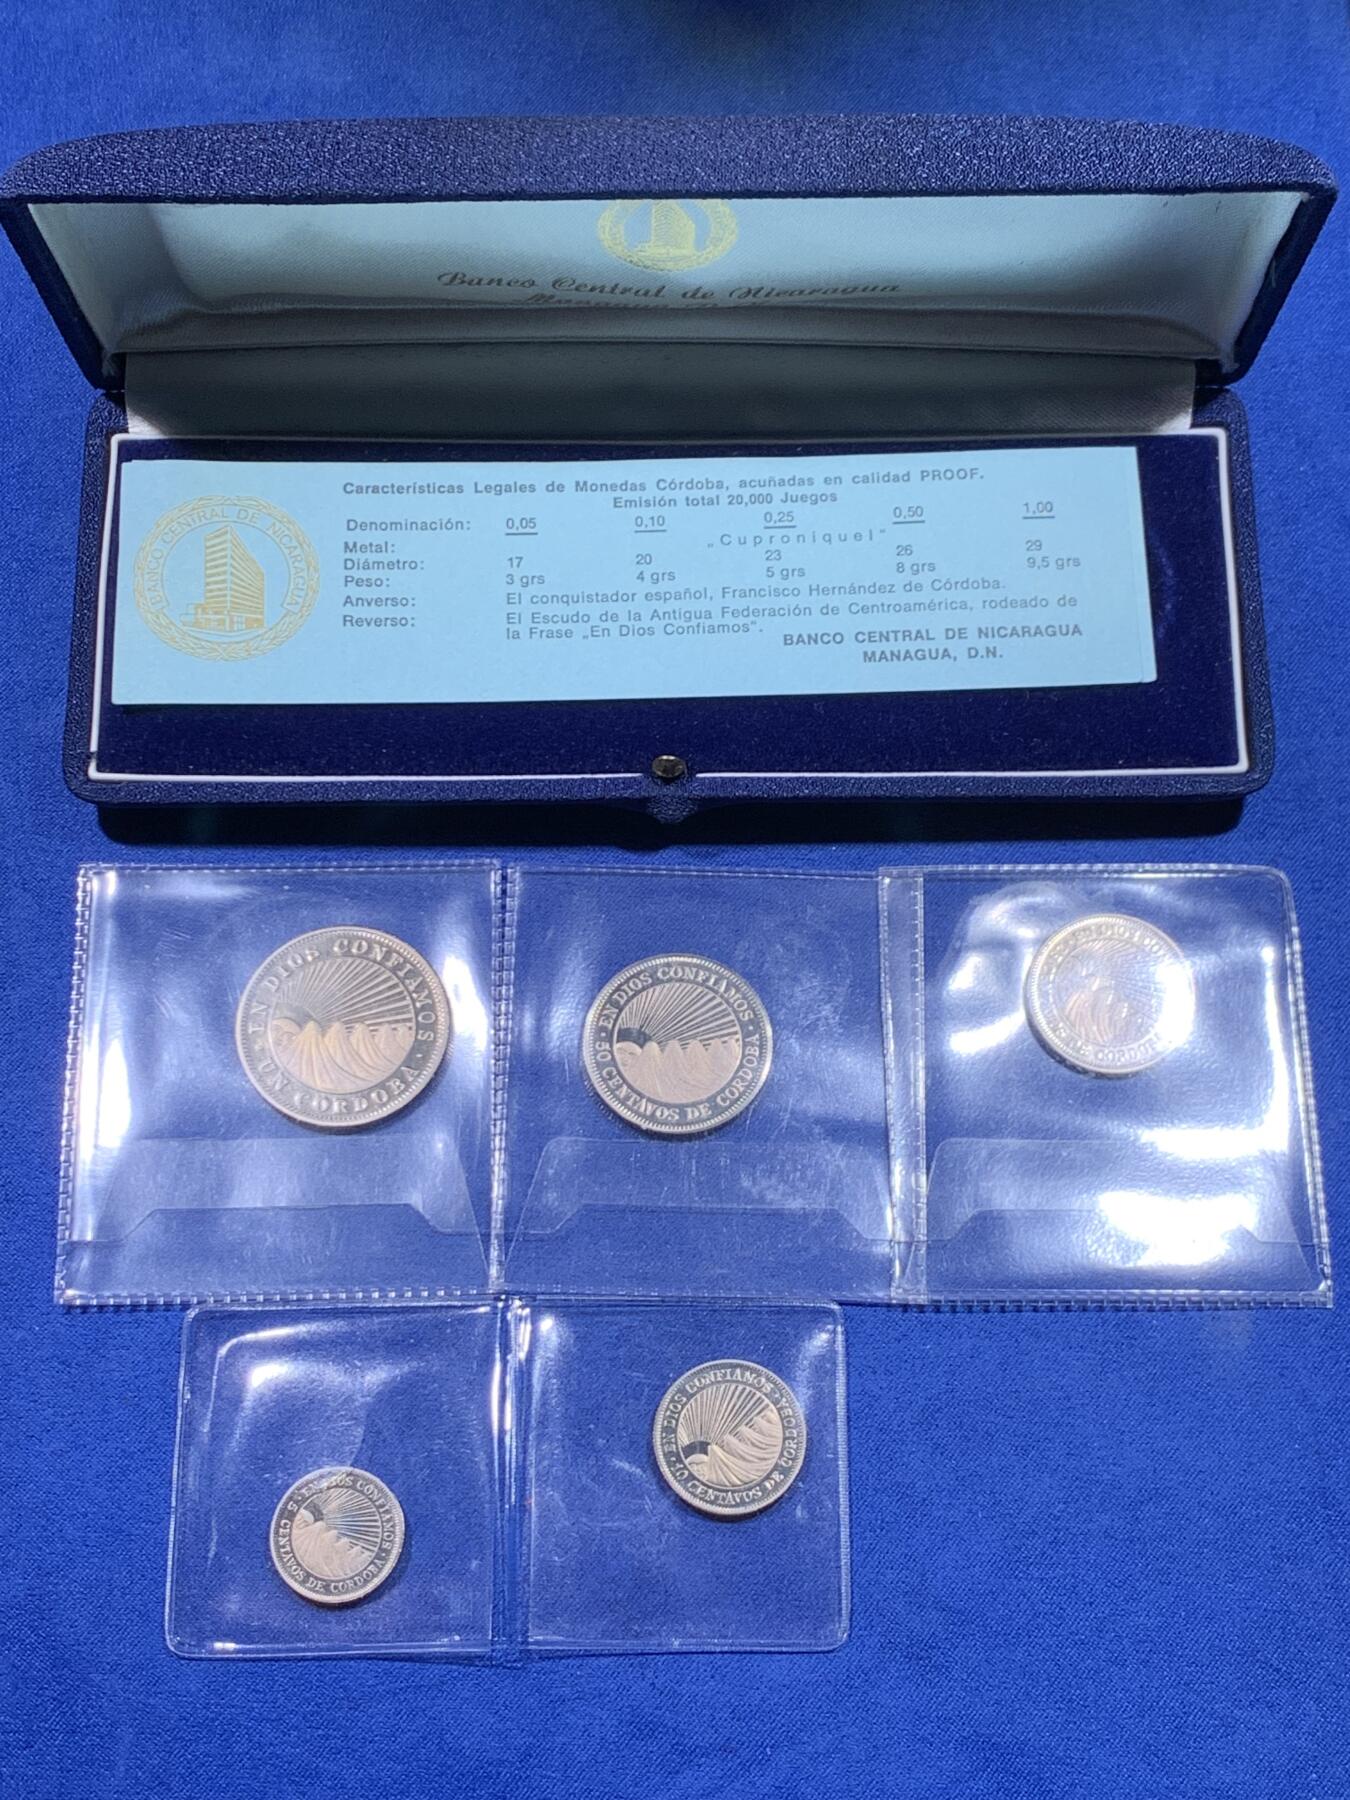 Banco Central de Nicaragua
BANCO CENTRAL DE NICARAGUA
Características Legales de Monedas Córdoba, acuñadas en calidad PROOF.
Emisión total 20,000 Juegos
Denominación: 0,05 0,10 0,25 0,50 1,00
Metal: „Cuproniquel"
Diámetro: 17 20 23 26 29
Peso: 3 grs 4 grs 5 grs 8 grs 9,5 grs
Anverso: El conquistador español, Francisco Hernández de Córdoba.
Reverso: El Escudo de la Antigua Federación de Centroamérica, rodeado de
la Frase „En Dios Confiamos".
BANCO CENTRAL DE NICARAGUA
MANAGUA, D.N.
EN DIOS CONFIAMOS · UN CORDOBA ·
EN DIOS CONFIAMOS · 50 CENTAVOS DE CORDOBA ·
DE CORDOBA
EN DIOS CONFIAMOS · 5 CENTAVOS DE CORDOBA ·
EN DIOS CONFIAMOS · 10 CENTAVOS DE CORDOBA ·